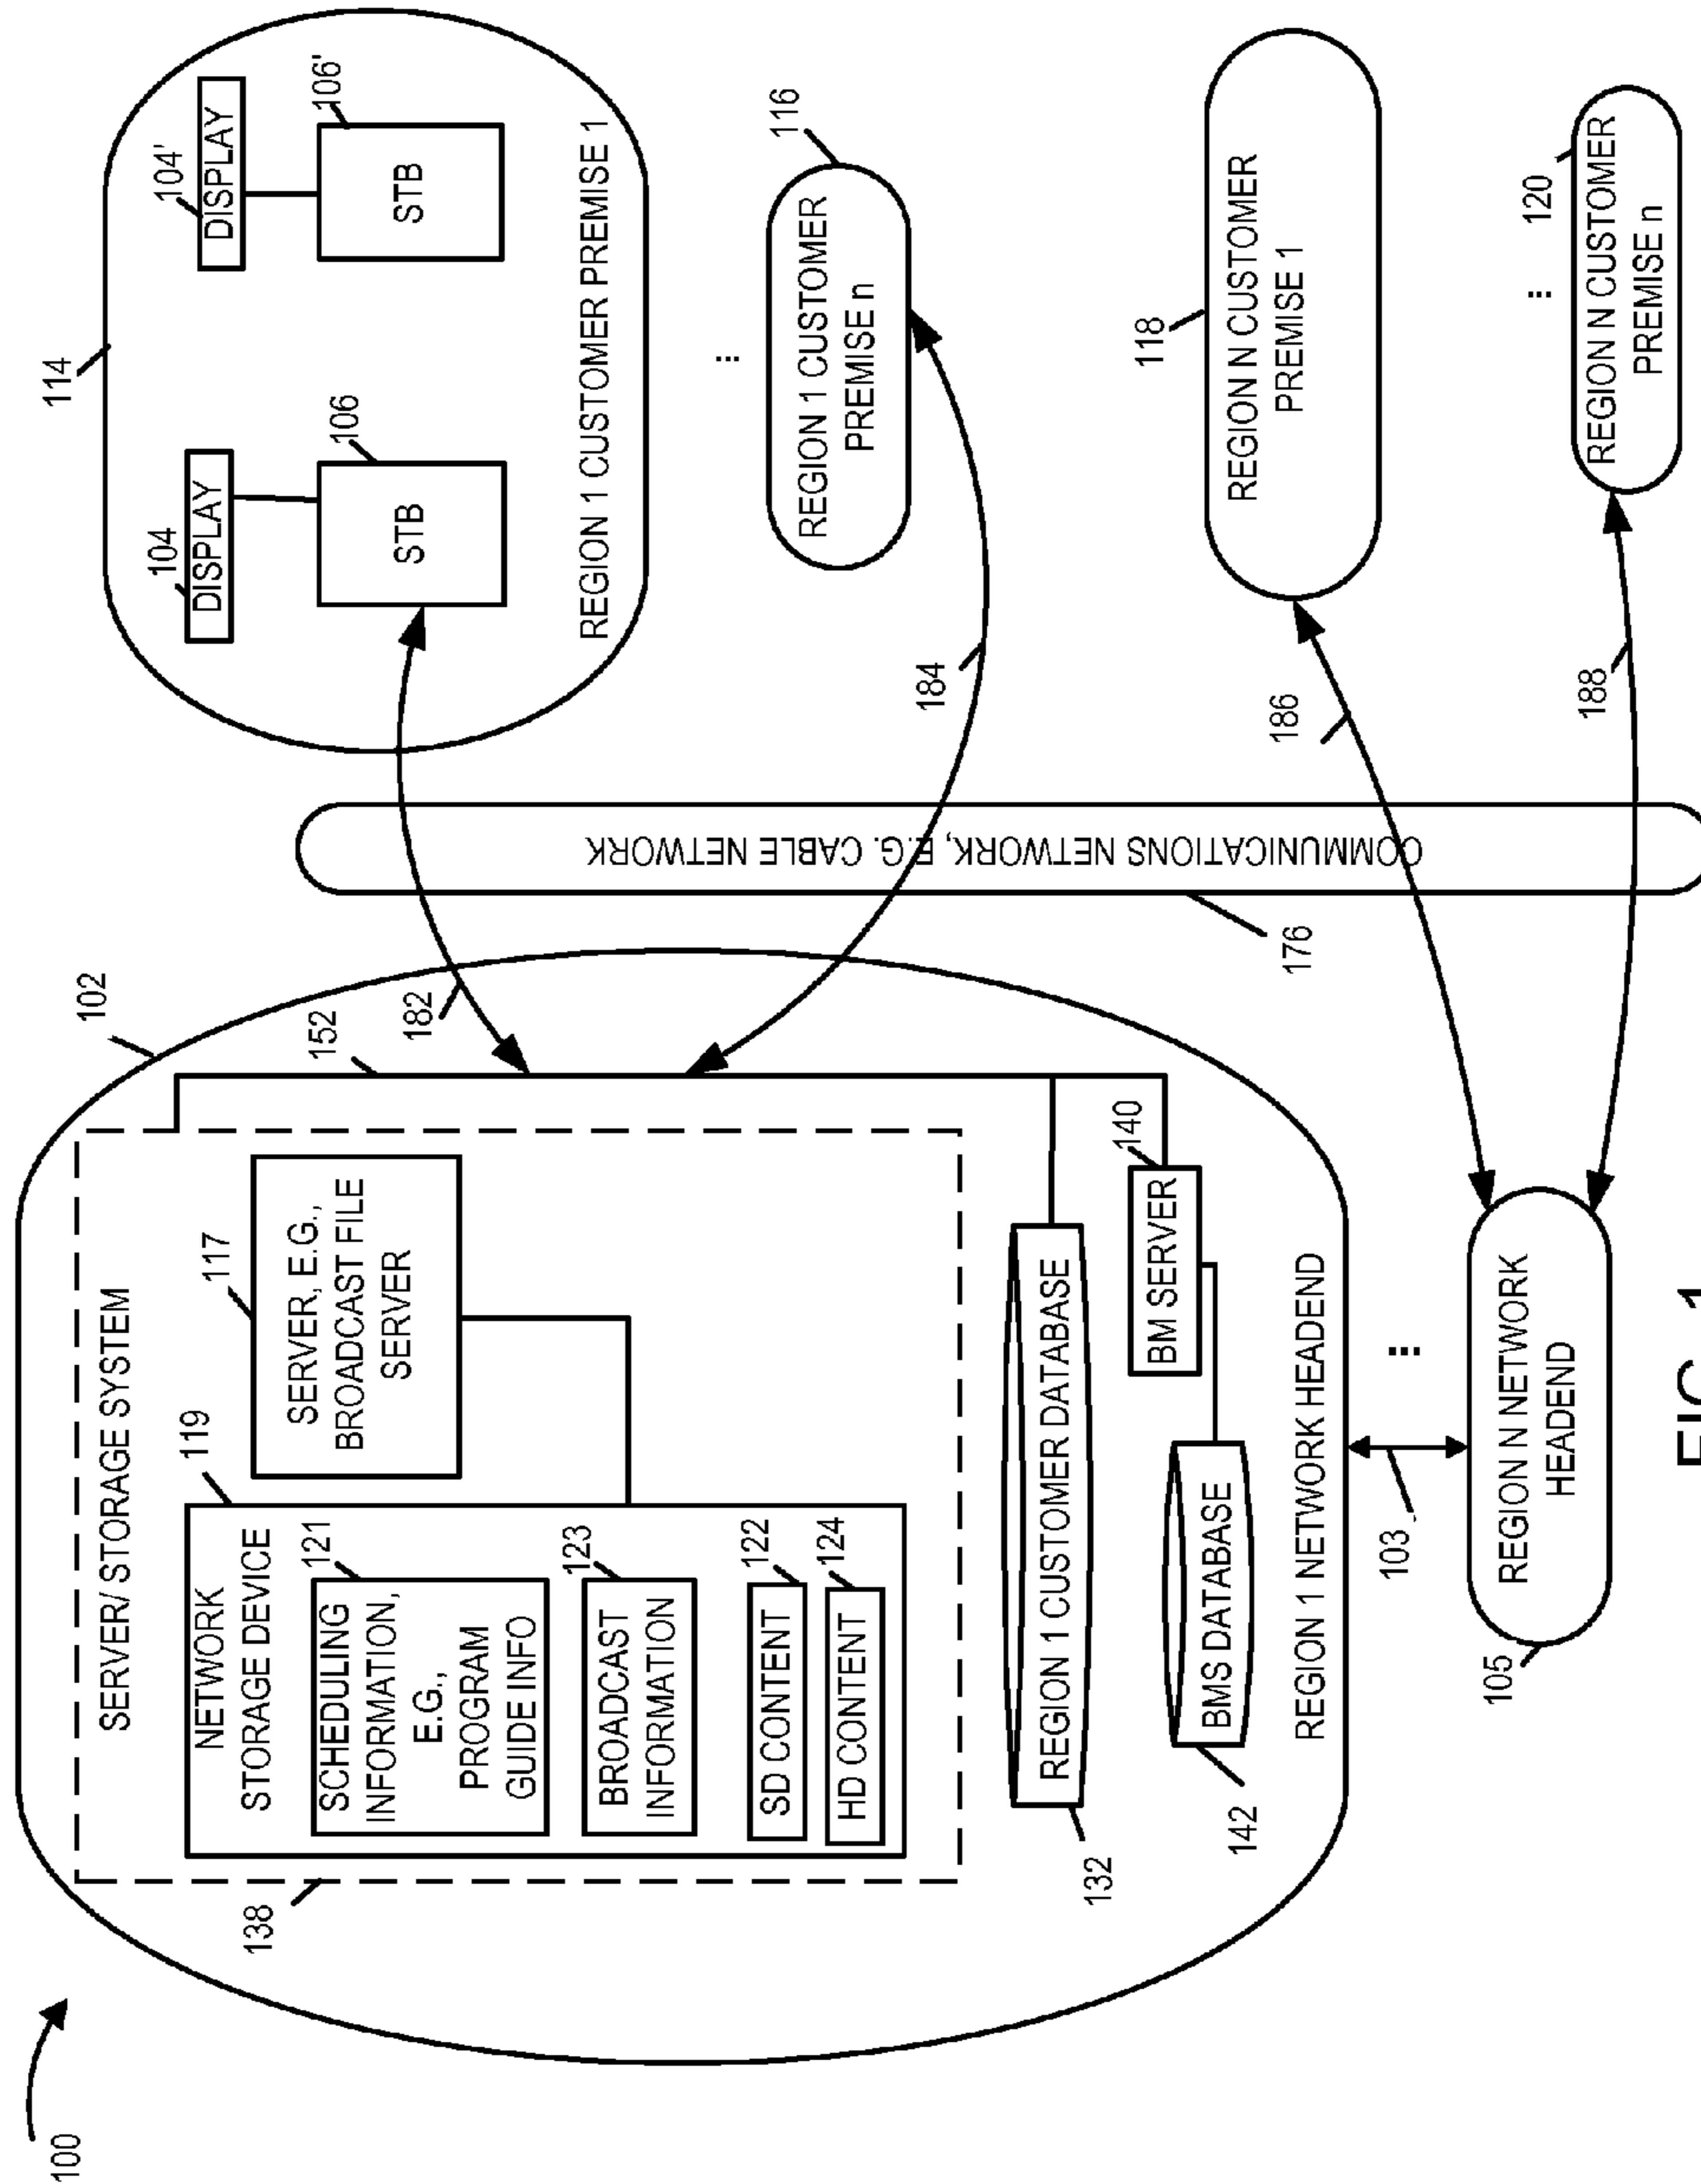 100
102
SERVER/ STORAGE SYSTEM
138
119
NETWORK
STORAGE DEVICE
121
SCHEDULING
INFORMATION,
E.G.,
PROGRAM
GUIDE INFO
123
BROADCAST
INFORMATION
122
SD CONTENT
124
HD CONTENT
117
SERVER, E.G.,
BROADCAST FILE
SERVER
152
132
REGION 1 CUSTOMER DATABASE
140
BM SERVER
142
BMS DATABASE
REGION 1 NETWORK HEADEND
103
...
105
REGION N NETWORK
HEADEND
182
184
186
188
176
COMMUNICATIONS NETWORK, E.G. CABLE NETWORK
114
104
DISPLAY
106
STB
104'
DISPLAY
106'
STB
REGION 1 CUSTOMER PREMISE 1
...
116
REGION 1 CUSTOMER
PREMISE n
118
REGION N CUSTOMER
PREMISE 1
...
120
REGION N CUSTOMER
PREMISE n